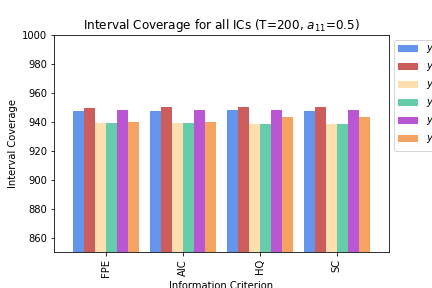 Interval Coverage for all ICs (T=200, a11=0.5)
1000
980
960
940
920
900
880
860
Interval Coverage
FPE
AIC
HQ
SC
Information Criterion
y
y
y
y
y
y